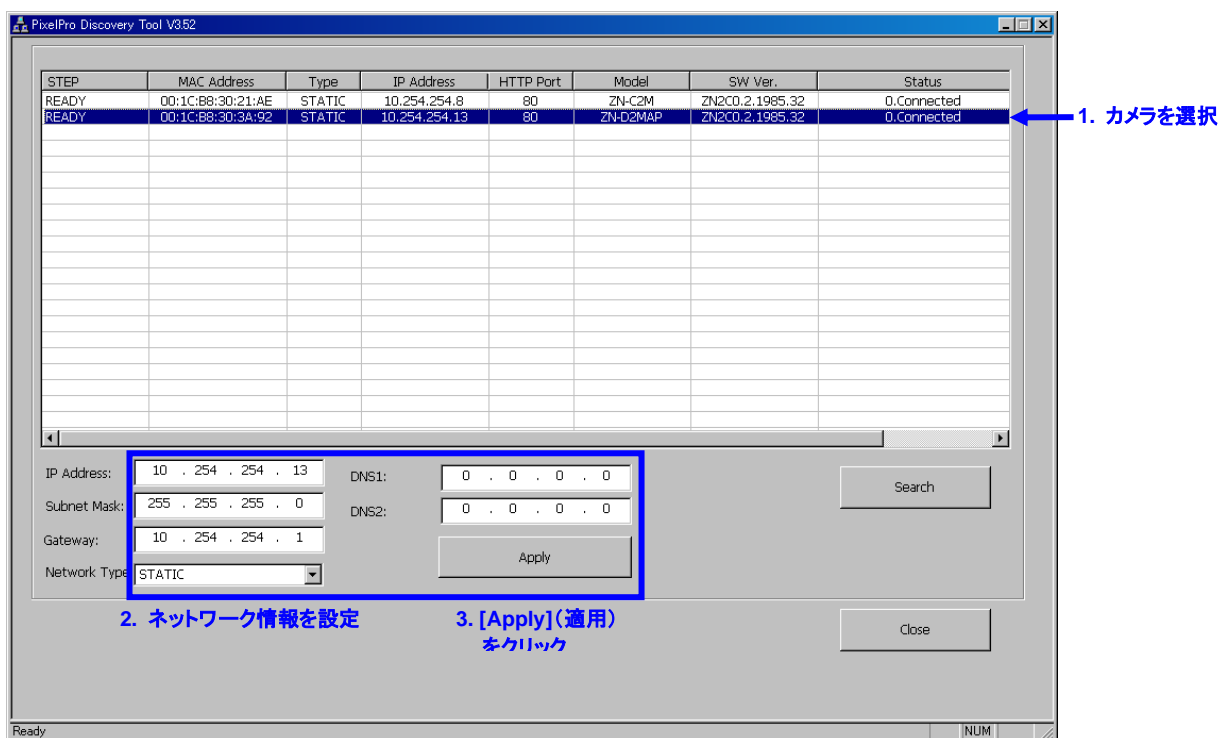 PixelPro Discovery Tool V3.52
STEP MAC Address Type IP Address HTTP Port Model SW Ver. Status
READY 00:1C:B8:30:21:AE STATIC 10.254.254.8 80 ZN-C2M ZN2C0.2.1985.32 0.Connected
READY 00:1C:B8:30:3A:92 STATIC 10.254.254.13 80 ZN-D2MAP ZN2C0.2.1985.32 0.Connected
1. カメラを選択
IP Address: 10 . 254 . 254 . 13 DNS1: 0 . 0 . 0 . 0
Search
Subnet Mask: 255 . 255 . 255 . 0 DNS2: 0 . 0 . 0 . 0
Gateway: 10 . 254 . 254 . 1
Apply
Network Type STATIC
2. ネットワーク情報を設定
3. [Apply](適用)
をクリック
Close
Ready NUM